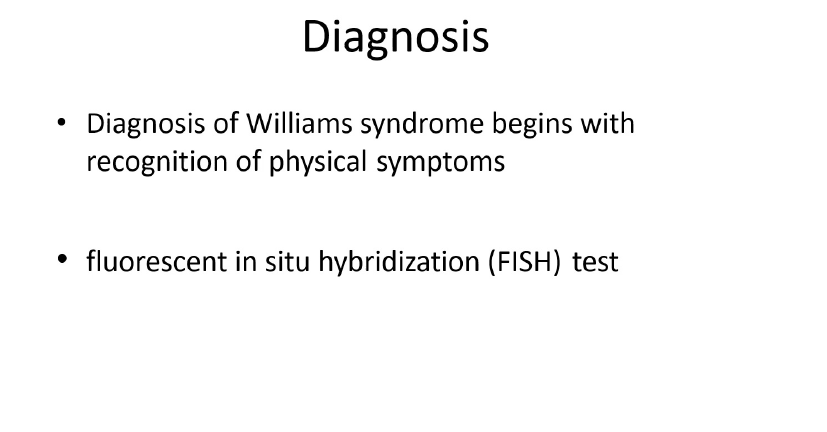 Diagnosis
• Diagnosis of Williams syndrome begins with
recognition of physical symptoms
• fluorescent in situ hybridization (FISH) test